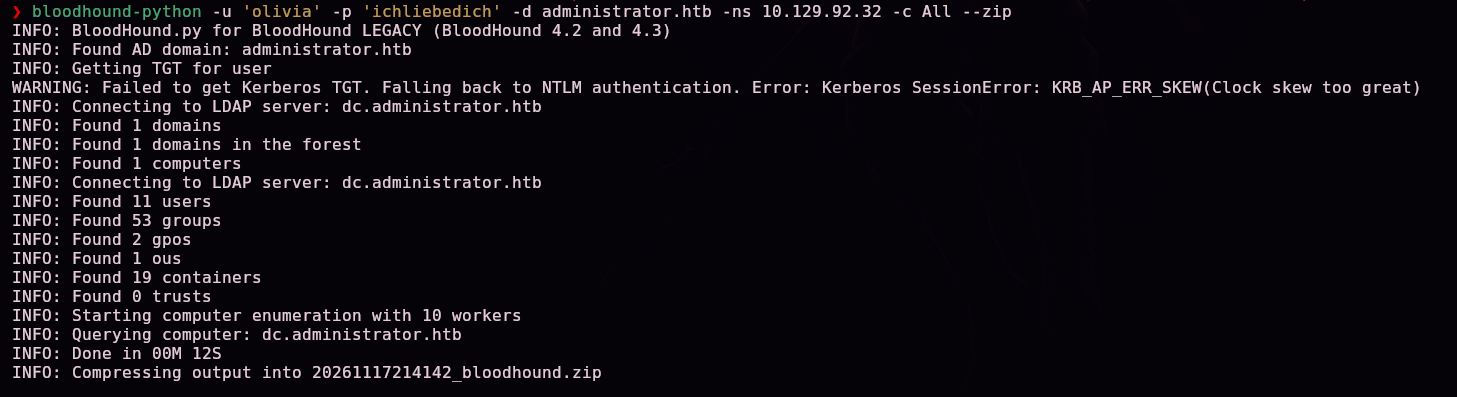 ❯ bloodhound-python -u 'olivia' -p 'ichliebedich' -d administrator.htb -ns 10.129.92.32 -c All --zip
INFO: BloodHound.py for BloodHound LEGACY (BloodHound 4.2 and 4.3)
INFO: Found AD domain: administrator.htb
INFO: Getting TGT for user
WARNING: Failed to get Kerberos TGT. Falling back to NTLM authentication. Error: Kerberos SessionError: KRB_AP_ERR_SKEW(Clock skew too great)
INFO: Connecting to LDAP server: dc.administrator.htb
INFO: Found 1 domains
INFO: Found 1 domains in the forest
INFO: Found 1 computers
INFO: Connecting to LDAP server: dc.administrator.htb
INFO: Found 11 users
INFO: Found 53 groups
INFO: Found 2 gpos
INFO: Found 1 ous
INFO: Found 19 containers
INFO: Found 0 trusts
INFO: Starting computer enumeration with 10 workers
INFO: Querying computer: dc.administrator.htb
INFO: Done in 00M 12S
INFO: Compressing output into 20261117214142_bloodhound.zip